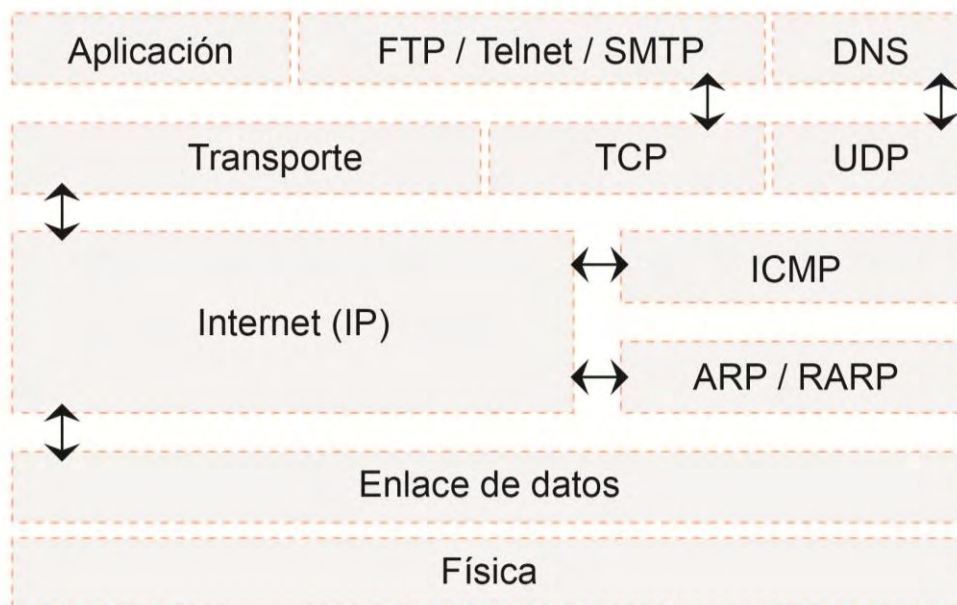 Aplicación
FTP / Telnet / SMTP
DNS
Transporte
TCP
UDP
Internet (IP)
ICMP
ARP / RARP
Enlace de datos
Física